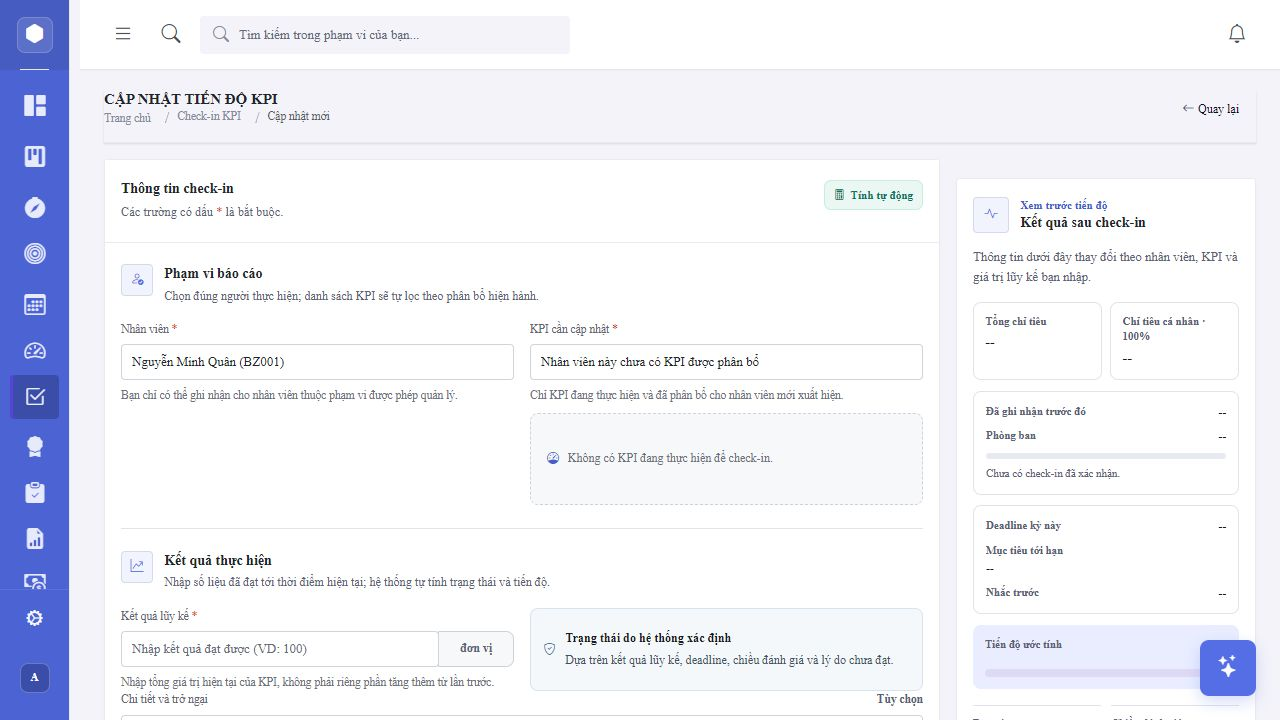 Tìm kiếm trong phạm vi của bạn...
CẬP NHẬT TIẾN ĐỘ KPI
Trang chủ / Check-in KPI / Cập nhật mới
← Quay lại
Thông tin check-in
Các trường có dấu * là bắt buộc.
Tính tự động
Phạm vi báo cáo
Chọn đúng người thực hiện; danh sách KPI sẽ tự lọc theo phân bổ hiện hành.
Nhân viên *
Nguyễn Minh Quân (BZ001)
Bạn chỉ có thể ghi nhận cho nhân viên thuộc phạm vi được phép quản lý.
KPI cần cập nhật *
Nhân viên này chưa có KPI được phân bổ
Chỉ KPI đang thực hiện và đã phân bổ cho nhân viên mới xuất hiện.
Không có KPI đang thực hiện để check-in.
Kết quả thực hiện
Nhập số liệu đã đạt tới thời điểm hiện tại; hệ thống tự tính trạng thái và tiến độ.
Kết quả lũy kế *
Nhập kết quả đạt được (VD: 100)
đơn vị
Nhập tổng giá trị hiện tại của KPI, không phải riêng phần tăng thêm từ lần trước.
Trạng thái do hệ thống xác định
Dựa trên kết quả lũy kế, deadline, chiều đánh giá và lý do chưa đạt.
Chi tiết và trở ngại
Tùy chọn
Xem trước tiến độ
Kết quả sau check-in
Thông tin dưới đây thay đổi theo nhân viên, KPI và
giá trị lũy kế bạn nhập.
Tổng chỉ tiêu
--
Chỉ tiêu cá nhân ·
100%
--
Đã ghi nhận trước đó --
Phòng ban --
Chưa có check-in đã xác nhận.
Deadline kỳ này --
Mục tiêu tới hạn
--
Nhắc trước --
Tiến độ ước tính
A